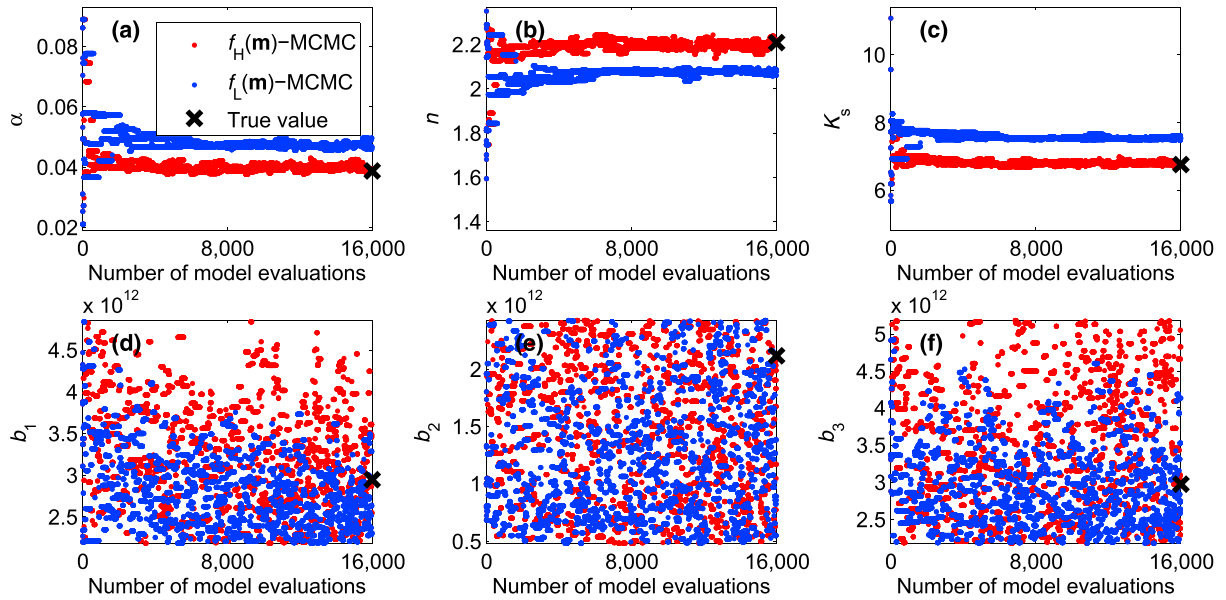 (a)
f_H(m)−MCMC
f_L(m)−MCMC
True value
0.08
0.06
0.04
0.02
α
0
8,000
16,000
Number of model evaluations
(b)
2.2
2
1.8
1.6
1.4
n
0
8,000
16,000
Number of model evaluations
(c)
10
8
6
K_s
0
8,000
16,000
Number of model evaluations
x 10^12
(d)
4.5
4
3.5
3
2.5
b_1
0
8,000
16,000
Number of model evaluations
x 10^12
(e)
2
1.5
1
0.5
b_2
0
8,000
16,000
Number of model evaluations
x 10^12
(f)
5
4.5
4
3.5
3
2.5
b_3
0
8,000
16,000
Number of model evaluations